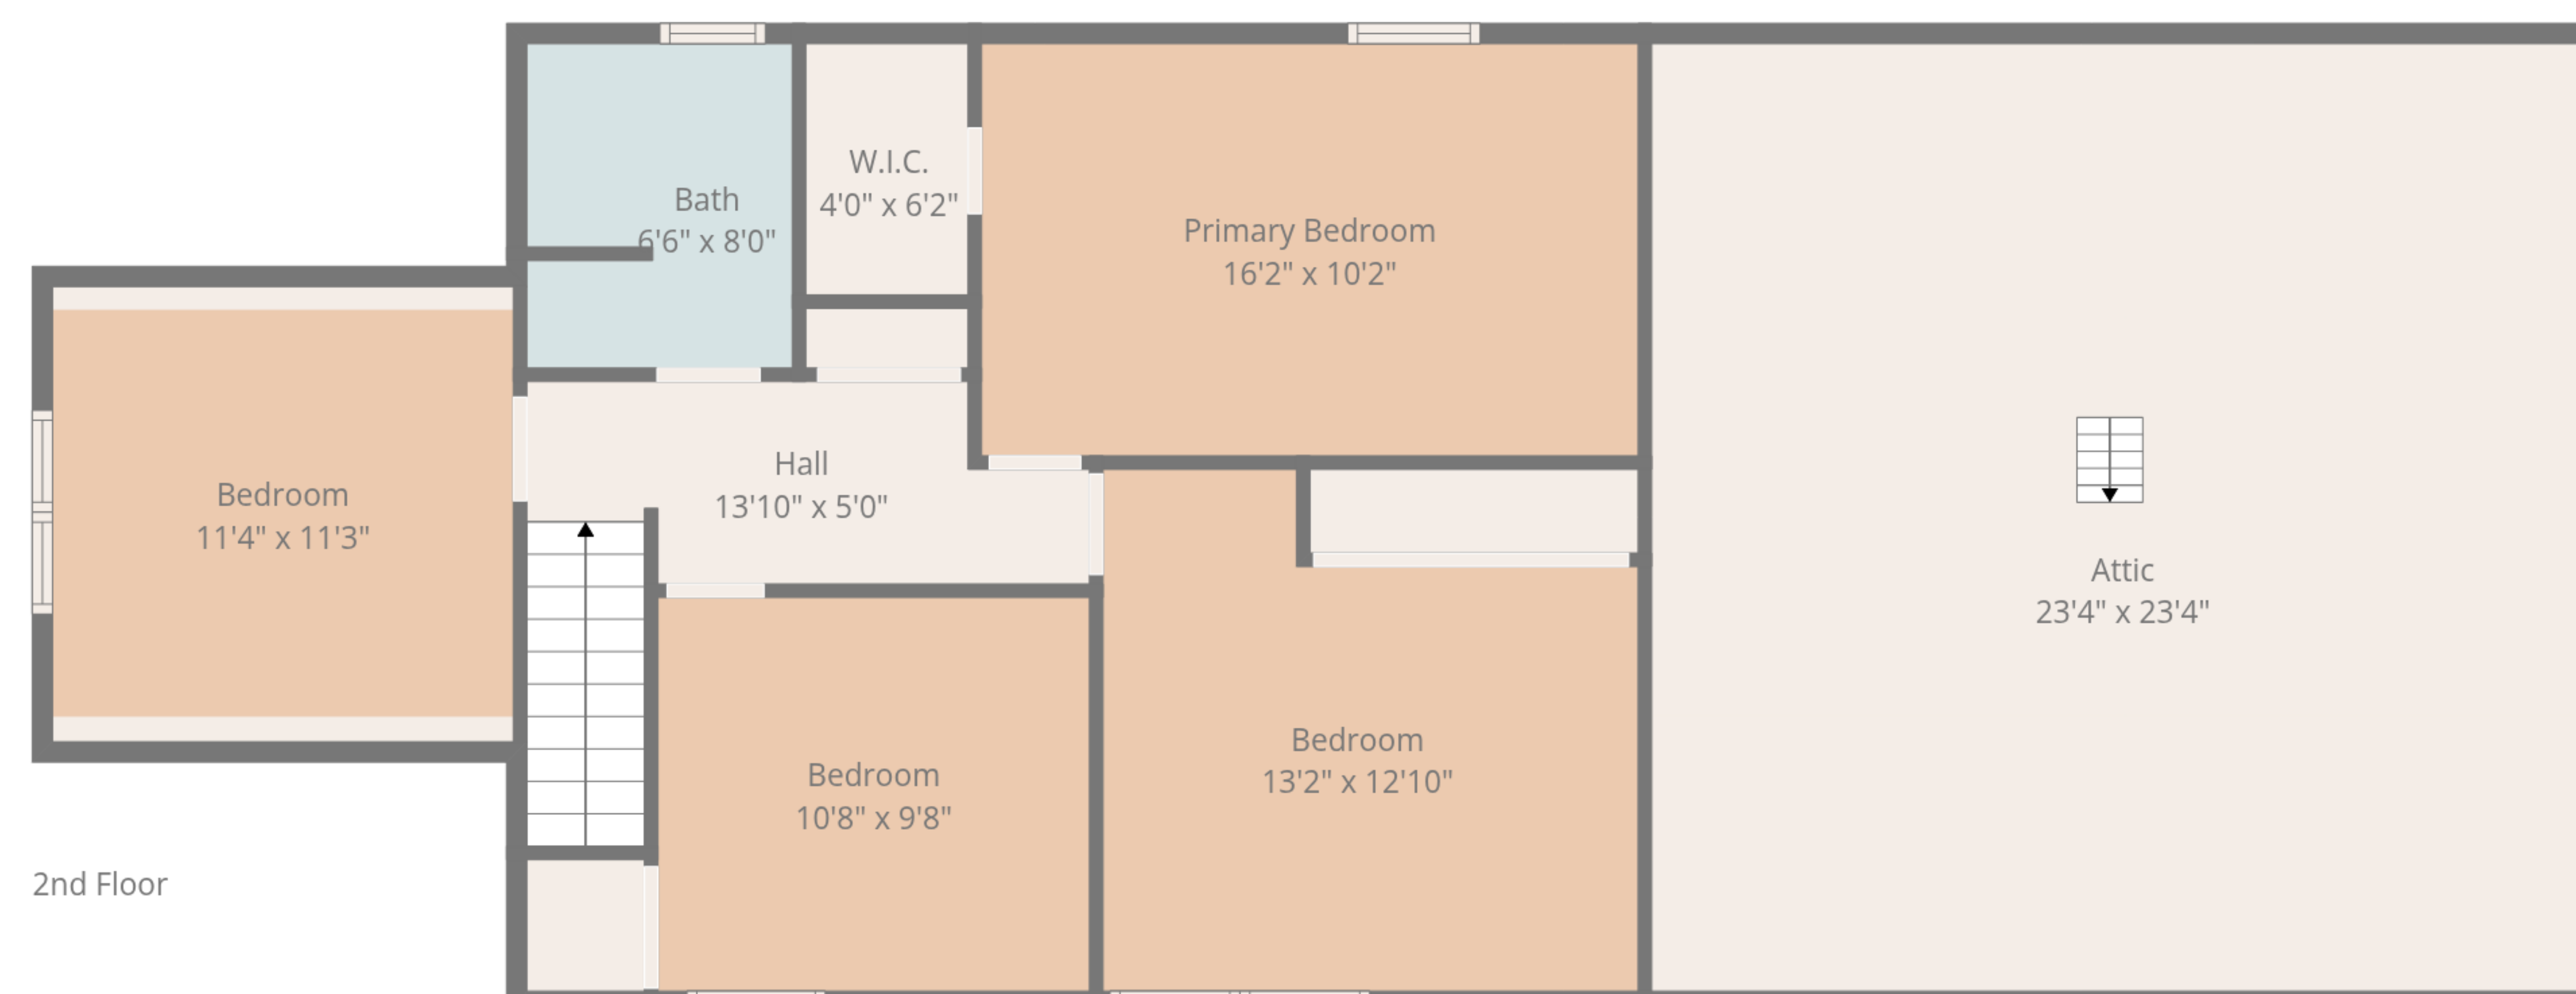 Bath
6'6" x 8'0"
W.I.C.
4'0" x 6'2"
Primary Bedroom
16'2" x 10'2"
Hall
13'10" x 5'0"
Bedroom
11'4" x 11'3"
Attic
23'4" x 23'4"
Bedroom
10'8" x 9'8"
Bedroom
13'2" x 12'10"
2nd Floor